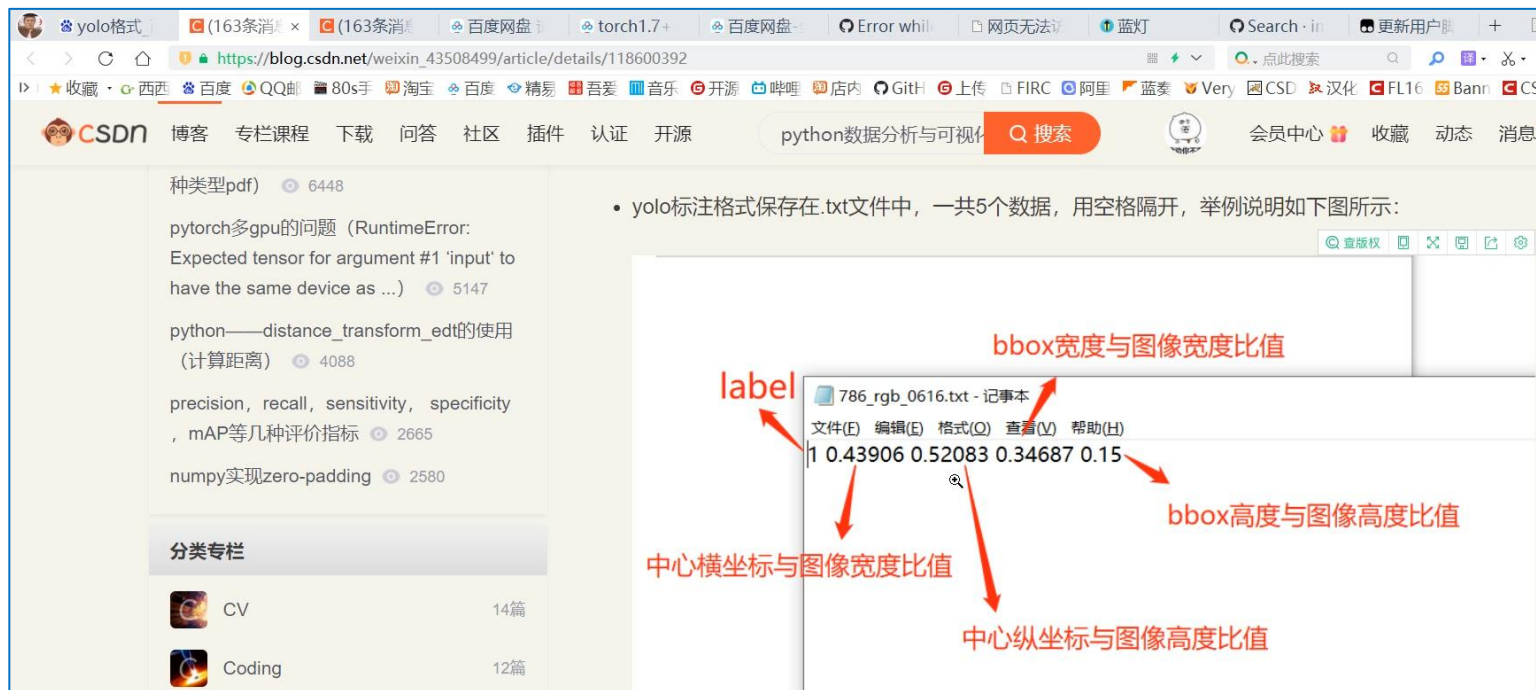 yolo格式_
(163条消息
(163条消息
百度网盘
torch1.7+
百度网盘-
Error whil
网页无法访
蓝灯
Search · in
更新用户
https://blog.csdn.net/weixin_43508499/article/details/118600392
点此搜索
译
收藏
西西
百度
QQ邮
80s手
淘宝
百度
精易
吾爱
音乐
开源
哔哩
店内
GitH
上传
FIRC
阿里
蓝奏
Very
CSD
汉化
FL16
Bann
CS
CSDN
博客
专栏课程
下载
问答
社区
插件
认证
开源
python数据分析与可视化
搜索
会员中心
收藏
动态
消息
种类型pdf) 6448
pytorch多gpu的问题（RuntimeError:
Expected tensor for argument #1 'input' to
have the same device as ...） 5147
python——distance_transform_edt的使用
（计算距离） 4088
precision，recall，sensitivity， specificity
，mAP等几种评价指标 2665
numpy实现zero-padding 2580
分类专栏
CV 14篇
Coding 12篇
yolo标注格式保存在.txt文件中，一共5个数据，用空格隔开，举例说明如下图所示：
查版权
bbox宽度与图像宽度比值
label
786_rgb_0616.txt - 记事本
文件(F) 编辑(E) 格式(O) 查看(V) 帮助(H)
1 0.43906 0.52083 0.34687 0.15
bbox高度与图像高度比值
中心横坐标与图像宽度比值
中心纵坐标与图像高度比值